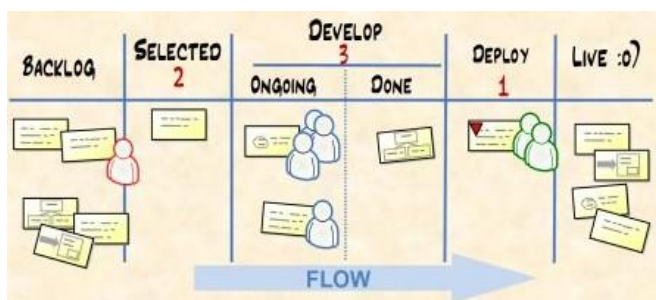 BACKLOG
SELECTED
2
DEVELOP
3
ONGOING
DONE
DEPLOY
1
LIVE :o)
FLOW